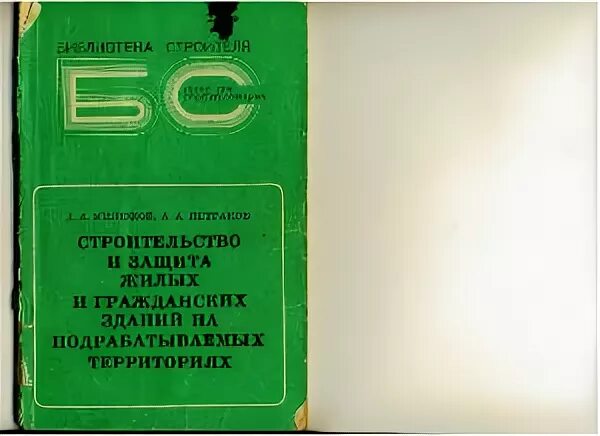 БИБЛИОТЕКА СТРОИТЕЛЯ
БС
СТРОИТЕЛЬСТВО
И ЗАЩИТА
ЖИЛЫХ
И ГРАЖДАНСКИХ
ЗДАНИЙ НА
ПОДРАБАТЫВАЕМЫХ
ТЕРРИТОРИЯХ